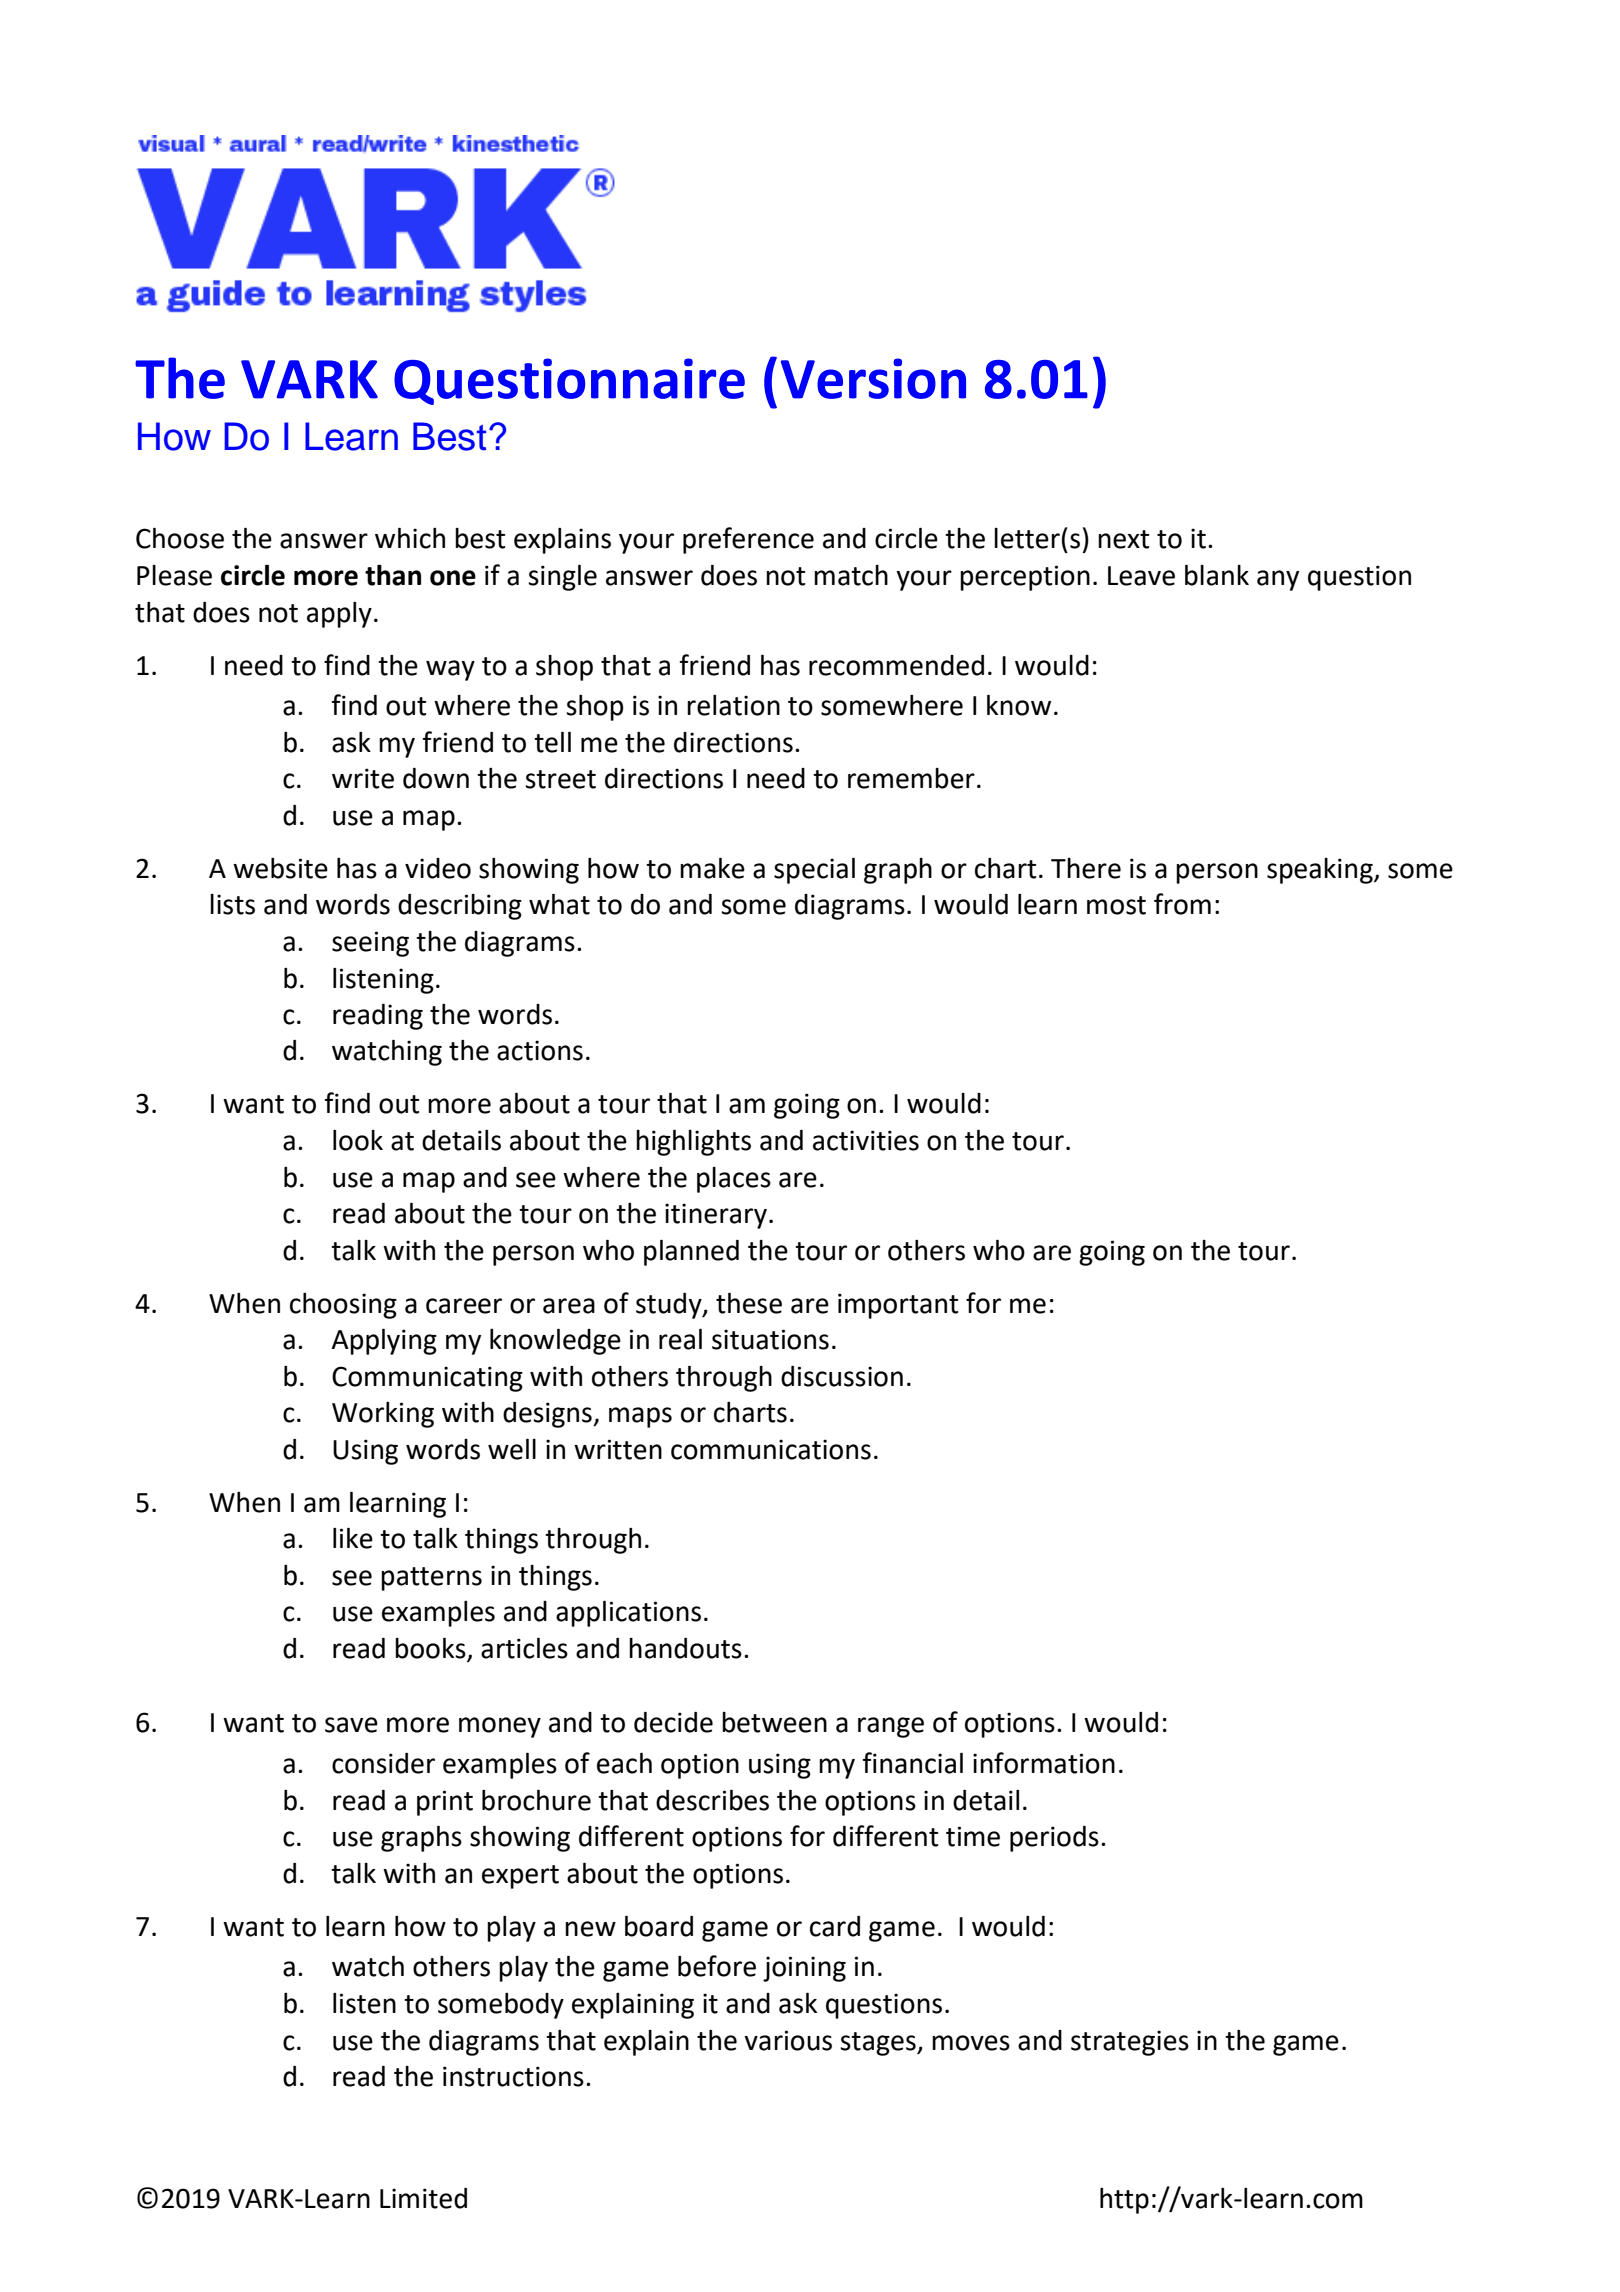 visual * aural * read/write * kinesthetic
VARK®
a guide to learning styles
The VARK Questionnaire (Version 8.01)
How Do I Learn Best?
Choose the answer which best explains your preference and circle the letter(s) next to it.
Please circle more than one if a single answer does not match your perception. Leave blank any question
that does not apply.
1. I need to find the way to a shop that a friend has recommended. I would:
a. find out where the shop is in relation to somewhere I know.
b. ask my friend to tell me the directions.
c. write down the street directions I need to remember.
d. use a map.
2. A website has a video showing how to make a special graph or chart. There is a person speaking, some
lists and words describing what to do and some diagrams. I would learn most from:
a. seeing the diagrams.
b. listening.
c. reading the words.
d. watching the actions.
3. I want to find out more about a tour that I am going on. I would:
a. look at details about the highlights and activities on the tour.
b. use a map and see where the places are.
c. read about the tour on the itinerary.
d. talk with the person who planned the tour or others who are going on the tour.
4. When choosing a career or area of study, these are important for me:
a. Applying my knowledge in real situations.
b. Communicating with others through discussion.
c. Working with designs, maps or charts.
d. Using words well in written communications.
5. When I am learning I:
a. like to talk things through.
b. see patterns in things.
c. use examples and applications.
d. read books, articles and handouts.
6. I want to save more money and to decide between a range of options. I would:
a. consider examples of each option using my financial information.
b. read a print brochure that describes the options in detail.
c. use graphs showing different options for different time periods.
d. talk with an expert about the options.
7. I want to learn how to play a new board game or card game. I would:
a. watch others play the game before joining in.
b. listen to somebody explaining it and ask questions.
c. use the diagrams that explain the various stages, moves and strategies in the game.
d. read the instructions.
©2019 VARK-Learn Limited http://vark-learn.com